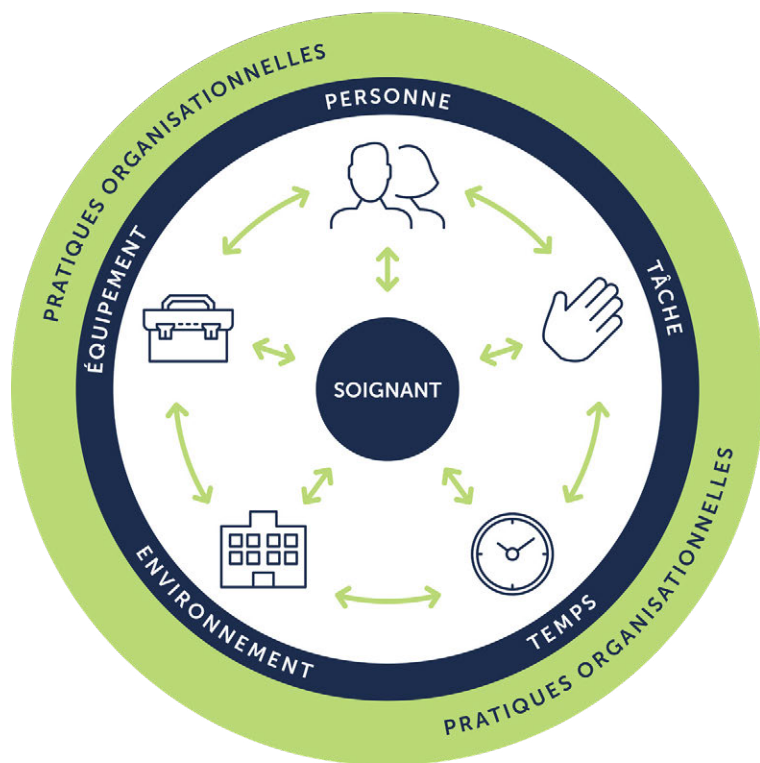 PRATIQUES ORGANISATIONNELLES
PERSONNE
ÉQUIPEMENT
TÂCHE
SOIGNANT
ENVIRONNEMENT
TEMPS
PRATIQUES ORGANISATIONNELLES